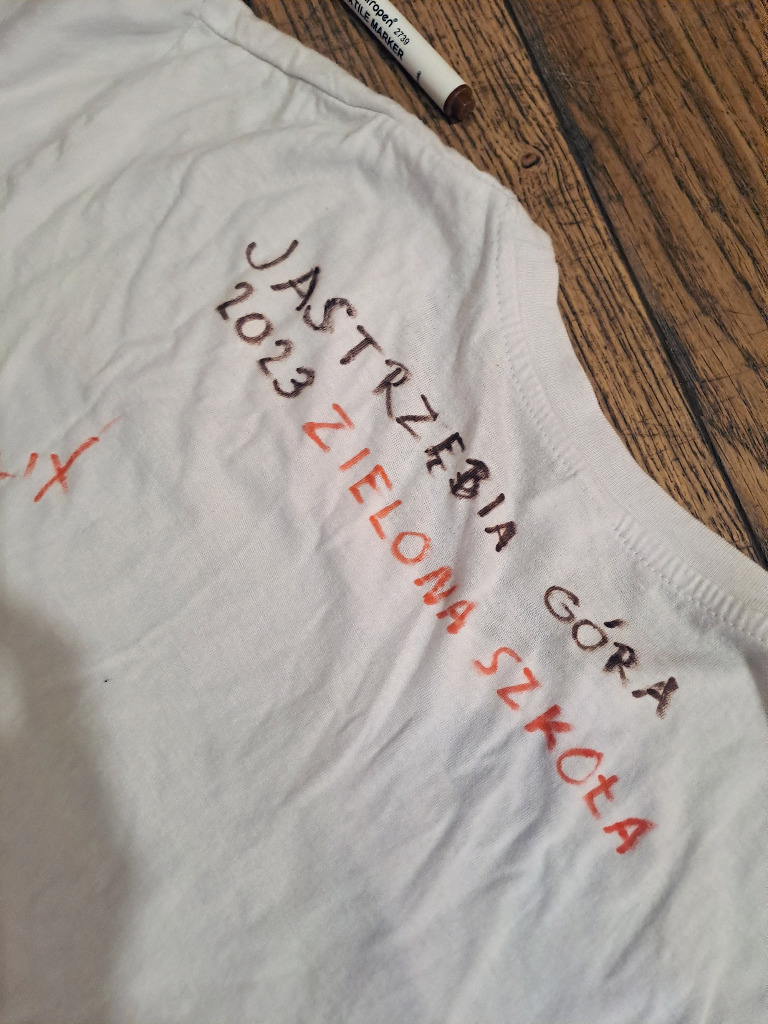 JASTRZĘBIA GÓRA
2023 ZIELONA SZKOŁA
2739
TILE MARKER